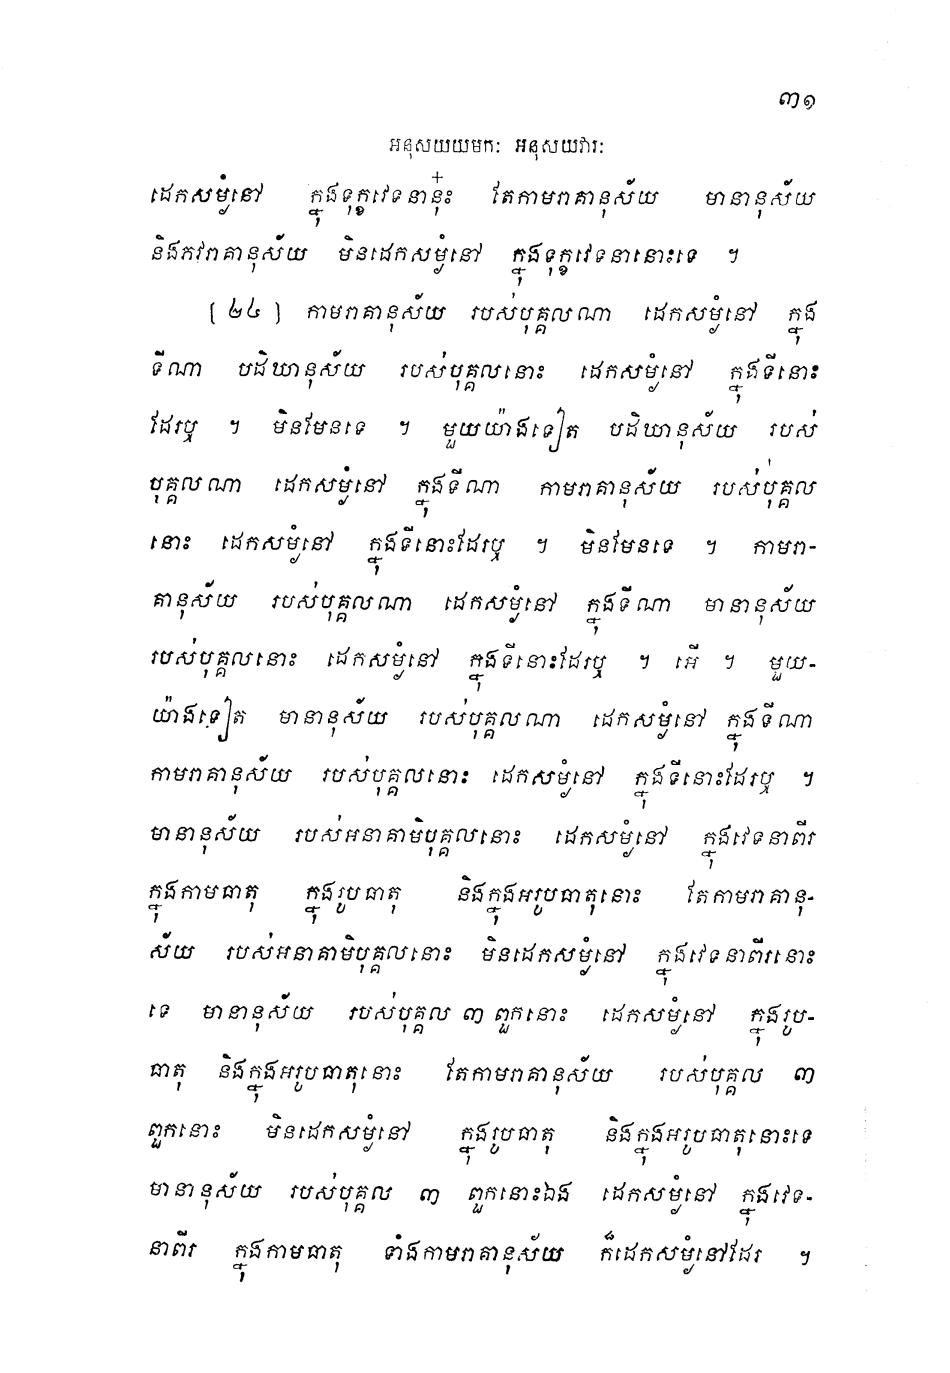 ៣១
អនុសយយមកៈ អនុសយវារៈ
ដេកសម្ងំនៅ ក្នុងទុក្ខវេទនានុ៎ះ តែកាមរាគានុស័យ មានានុស័យ
និងភវរាគានុស័យ មិនដេកសម្ងំនៅ ក្នុងទុក្ខវេទនានោះទេ ។
[ ២៤ ] កាមរាគានុស័យ របស់បុគ្គលណា ដេកសម្ងំនៅ ក្នុង
ទីណា បដិឃានុស័យ របស់បុគ្គលនោះ ដេកសម្ងំនៅ ក្នុងទីនោះ
ដែរឬ ។ មិនមែនទេ ។ មួយយ៉ាងទៀត បដិឃានុស័យ របស់
បុគ្គលណា ដេកសម្ងំនៅ ក្នុងទីណា កាមរាគានុស័យ របស់បុគ្គល
នោះ ដេកសម្ងំនៅ ក្នុងទីនោះដែរឬ ។ មិនមែនទេ ។ កាមរា-
គានុស័យ របស់បុគ្គលណា ដេកសម្ងំនៅ ក្នុងទីណា មានានុស័យ
របស់បុគ្គលនោះ ដេកសម្ងំនៅ ក្នុងទីនោះដែរឬ ។ អើ ។ មួយ-
យ៉ាងទៀត មានានុស័យ របស់បុគ្គលណា ដេកសម្ងំនៅ ក្នុងទីណា
កាមរាគានុស័យ របស់បុគ្គលនោះ ដេកសម្ងំនៅ ក្នុងទីនោះដែរឬ ។
មានានុស័យ របស់អនាគាមិបុគ្គលនោះ ដេកសម្ងំនៅ ក្នុងវេទនាពីរ
ក្នុងកាមធាតុ ក្នុងរូបធាតុ និងក្នុងអរូបធាតុនោះ តែកាមរាគានុ-
ស័យ របស់អនាគាមិបុគ្គលនោះ មិនដេកសម្ងំនៅ ក្នុងវេទនាពីរនោះ
ទេ មានានុស័យ របស់បុគ្គល ៣ ពួកនោះ ដេកសម្ងំនៅ ក្នុងរូប-
ធាតុ និងក្នុងអរូបធាតុនោះ តែកាមរាគានុស័យ របស់បុគ្គល ៣
ពួកនោះ មិនដេកសម្ងំនៅ ក្នុងរូបធាតុ និងក្នុងអរូបធាតុនោះទេ
មានានុស័យ របស់បុគ្គល ៣ ពួកនោះឯង ដេកសម្ងំនៅ ក្នុងវេទ-
នាពីរ ក្នុងកាមធាតុ ទាំងកាមរាគានុស័យ ក៏ដេកសម្ងំនៅដែរ ។